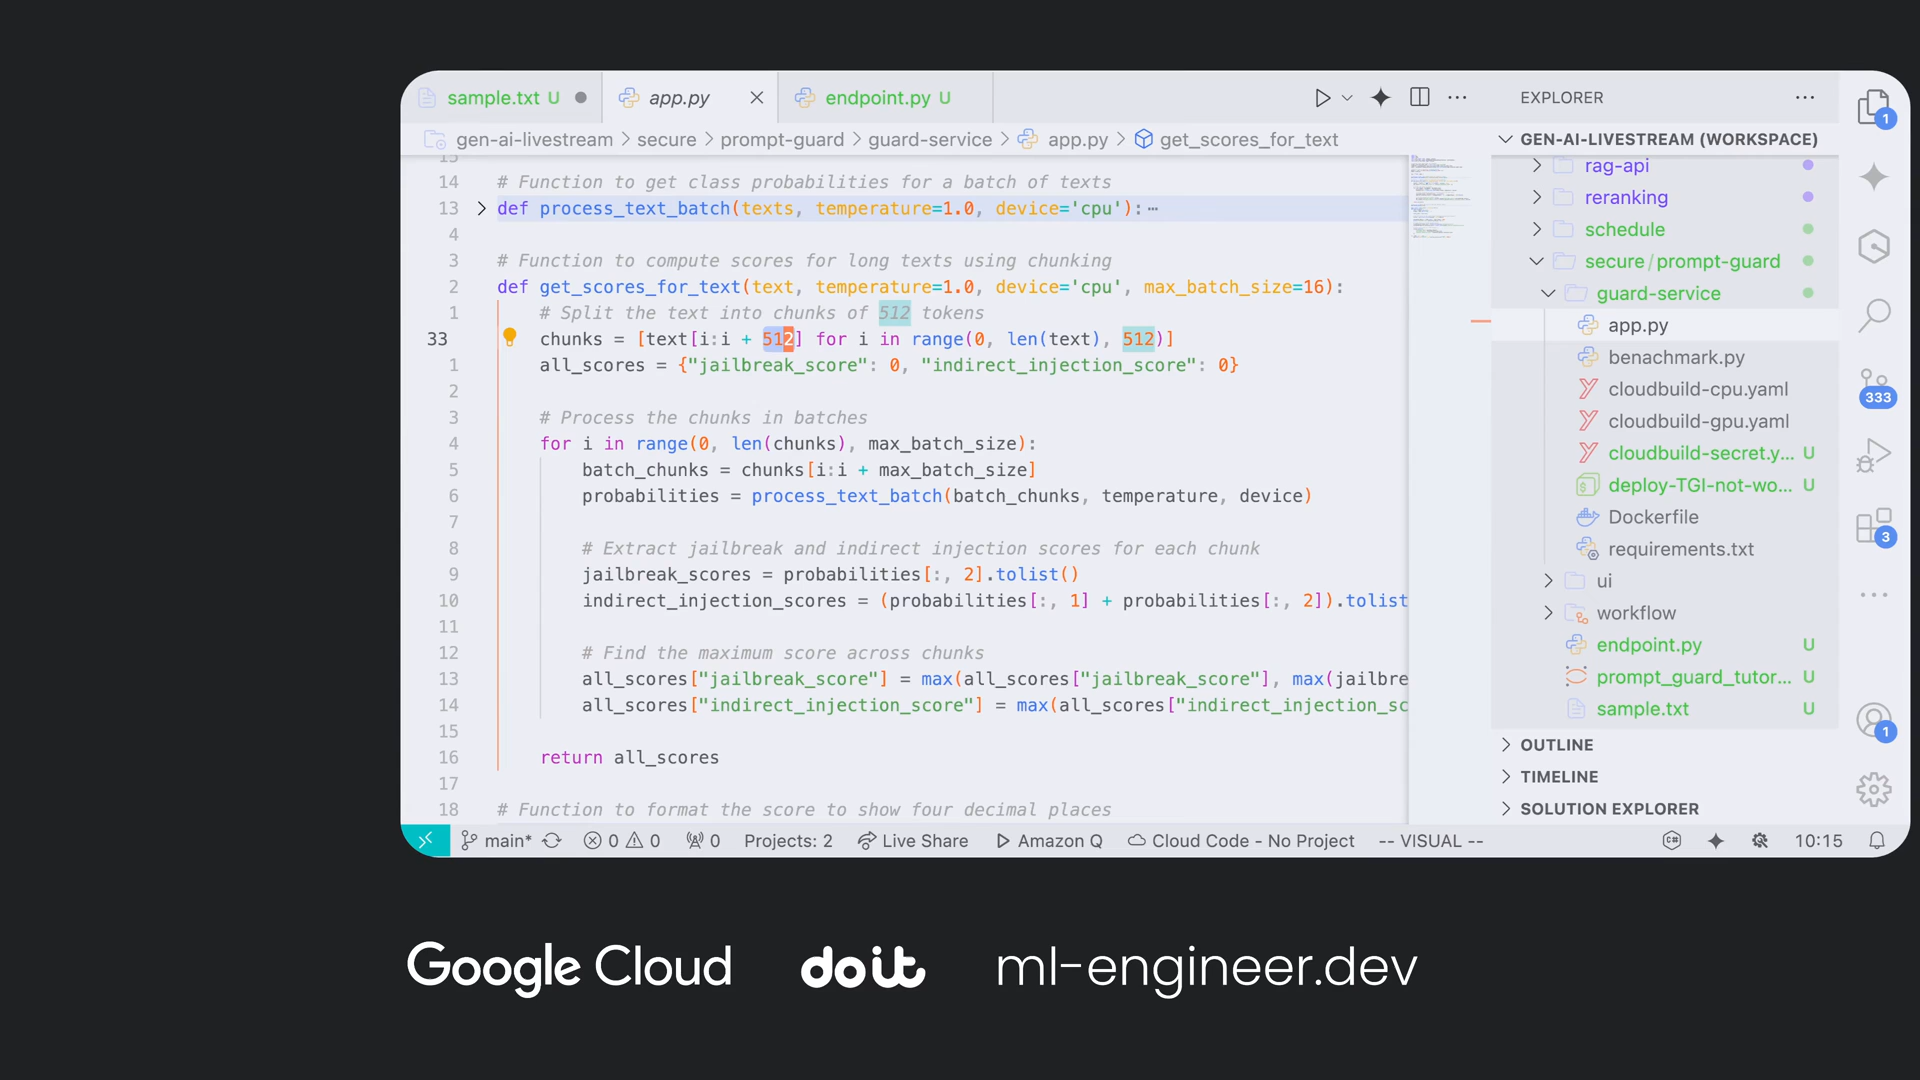 sample.txt U
app.py
endpoint.py U
EXPLORER
gen-ai-livestream > secure > prompt-guard > guard-service > app.py > get_scores_for_text
15
14 # Function to get class probabilities for a batch of texts
13 def process_text_batch(texts, temperature=1.0, device='cpu'):⋯
4
3 # Function to compute scores for long texts using chunking
2 def get_scores_for_text(text, temperature=1.0, device='cpu', max_batch_size=16):
1 # Split the text into chunks of 512 tokens
33 chunks = [text[i:i + 512] for i in range(0, len(text), 512)]
1 all_scores = {"jailbreak_score": 0, "indirect_injection_score": 0}
2
3 # Process the chunks in batches
4 for i in range(0, len(chunks), max_batch_size):
5 batch_chunks = chunks[i:i + max_batch_size]
6 probabilities = process_text_batch(batch_chunks, temperature, device)
7
8 # Extract jailbreak and indirect injection scores for each chunk
9 jailbreak_scores = probabilities[:, 2].tolist()
10 indirect_injection_scores = (probabilities[:, 1] + probabilities[:, 2]).tolist
11
12 # Find the maximum score across chunks
13 all_scores["jailbreak_score"] = max(all_scores["jailbreak_score"], max(jailbre
14 all_scores["indirect_injection_score"] = max(all_scores["indirect_injection_sc
15
16 return all_scores
17
18 # Function to format the score to show four decimal places
GEN-AI-LIVESTREAM (WORKSPACE)
rag-api
reranking
schedule
secure/prompt-guard
guard-service
app.py
benachmark.py
cloudbuild-cpu.yaml
cloudbuild-gpu.yaml
cloudbuild-secret.y... U
deploy-TGI-not-wo... U
Dockerfile
requirements.txt
ui
workflow
endpoint.py U
prompt_guard_tutor... U
sample.txt U
OUTLINE
TIMELINE
SOLUTION EXPLORER
1
333
3
1
main* 0 0 0 Projects: 2 Live Share Amazon Q Cloud Code - No Project -- VISUAL -- 10:15
Google Cloud
doit
ml-engineer.dev